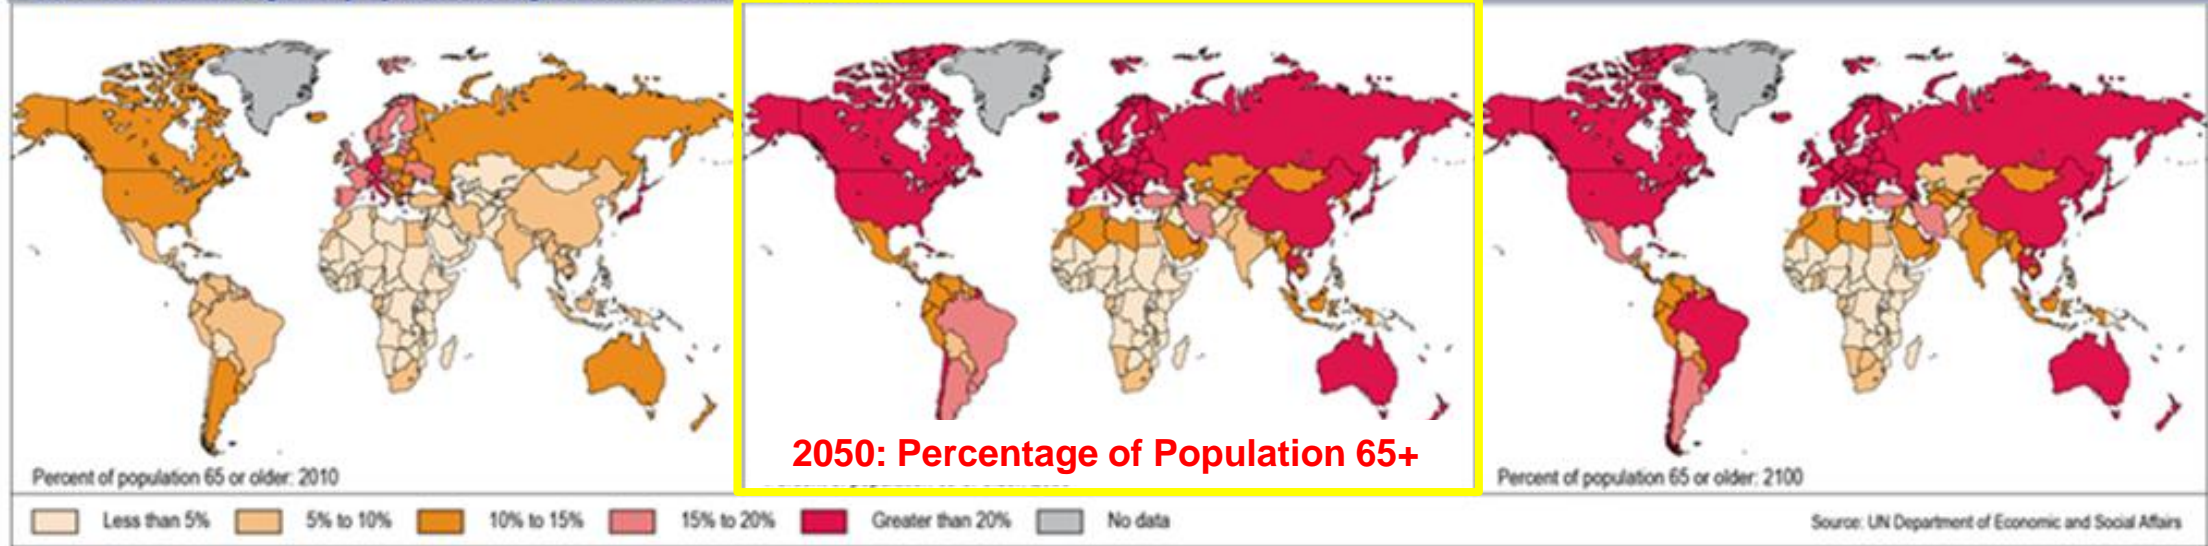 2050: Percentage of Population 65+
Percent of population 65 or older: 2010
Percent of population 65 or older: 2100
Less than 5%
5% to 10%
10% to 15%
15% to 20%
Greater than 20%
No data
Source: UN Department of Economic and Social Affairs